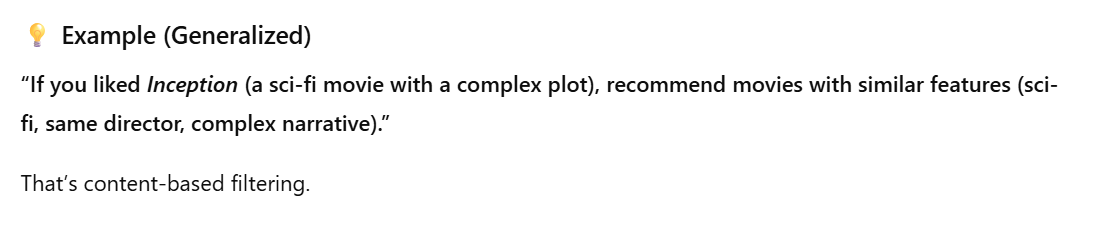 💡 Example (Generalized)
“If you liked Inception (a sci-fi movie with a complex plot), recommend movies with similar features (sci-
fi, same director, complex narrative).”
That’s content-based filtering.